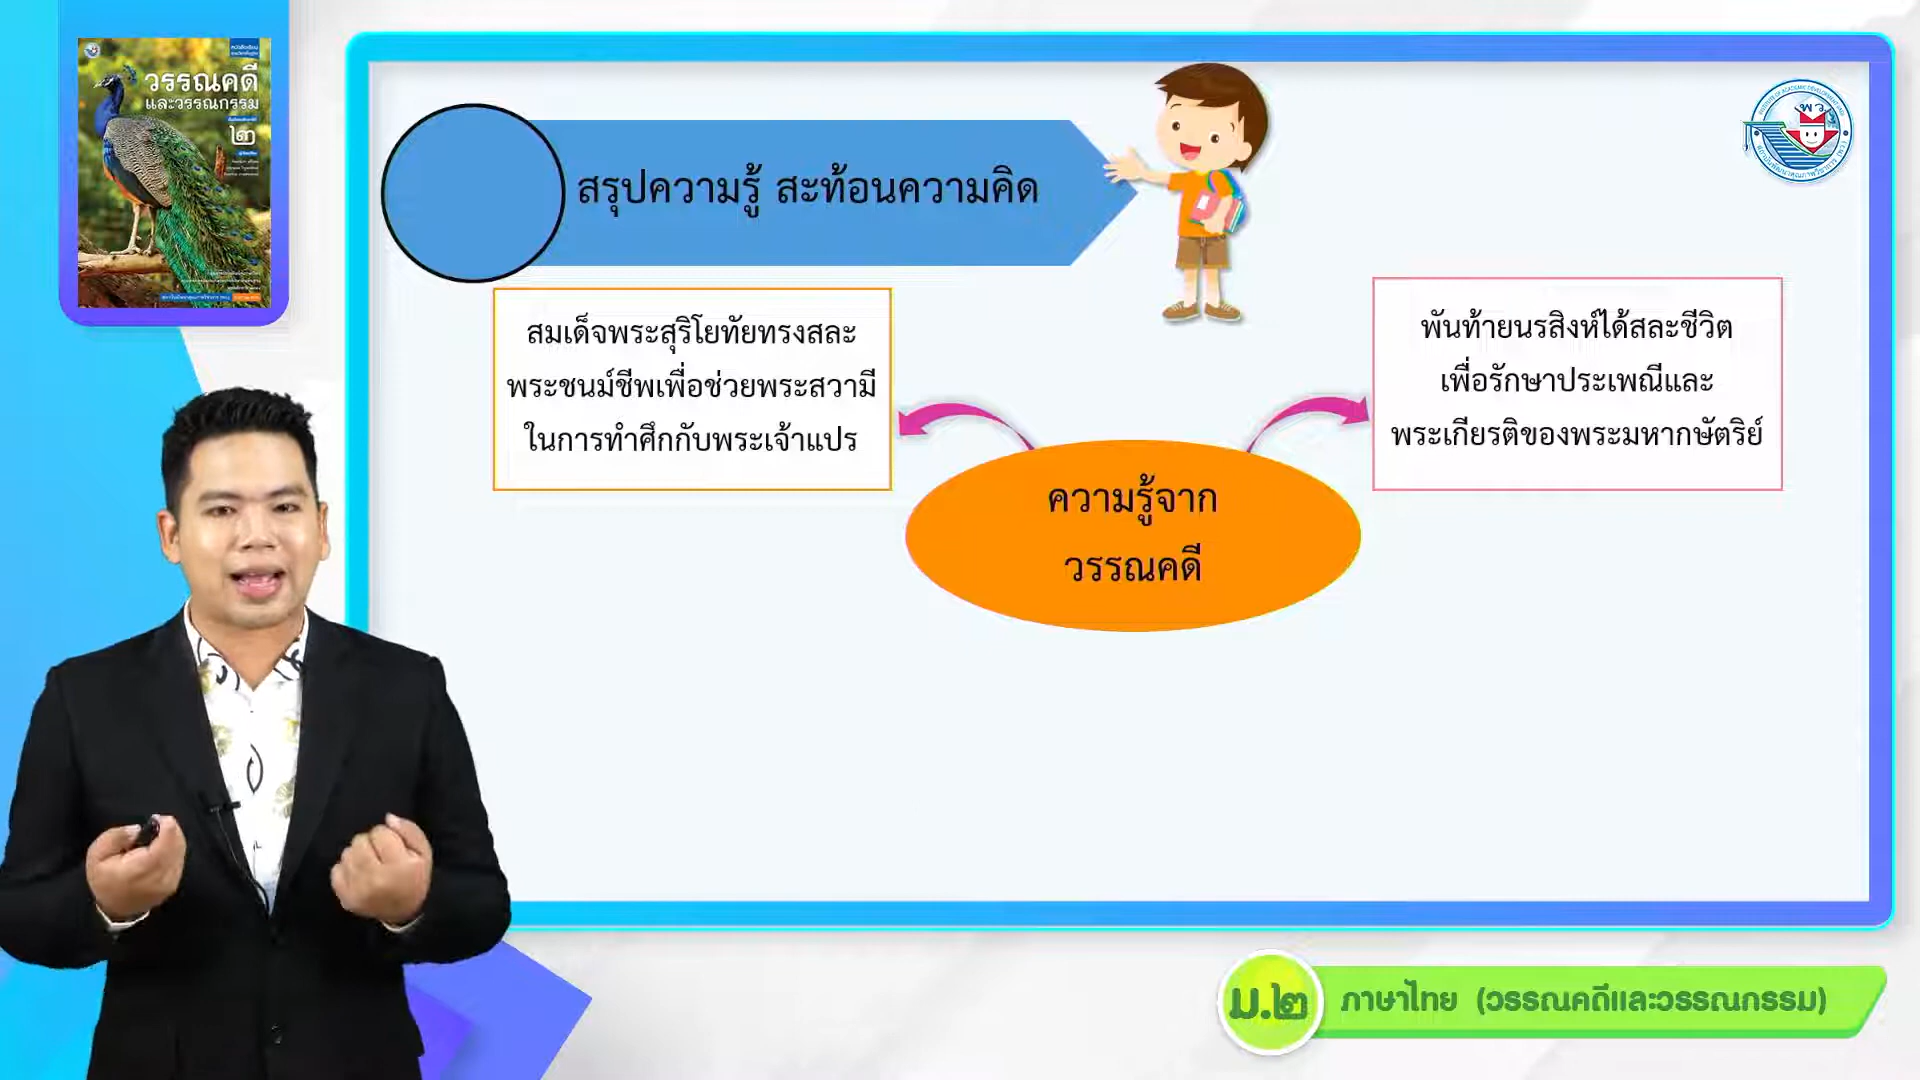 วรรณคดี
และวรรณกรรม
๒
สรุปความรู้ สะท้อนความคิด
พว.
สมเด็จพระสุริโยทัยทรงสละ
พระชนม์ชีพเพื่อช่วยพระสวามี
ในการทำศึกกับพระเจ้าแปร
พันท้ายนรสิงห์ได้สละชีวิต
เพื่อรักษาประเพณีและ
พระเกียรติของพระมหากษัตริย์
ความรู้จาก
วรรณคดี
ม.๒ ภาษาไทย (วรรณคดีและวรรณกรรม)